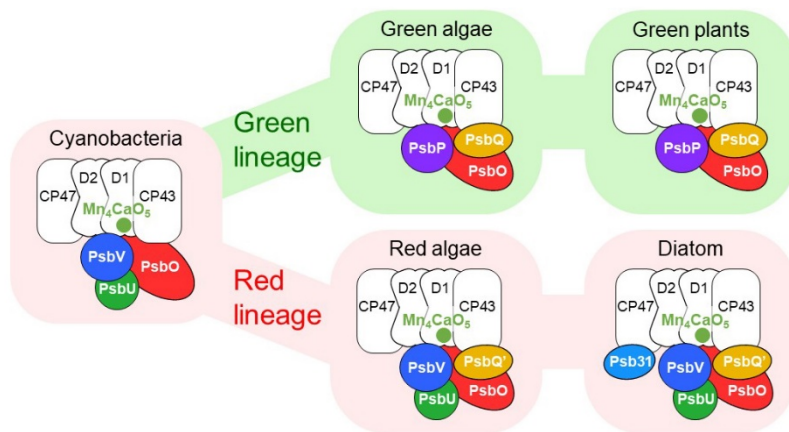 Cyanobacteria
CP47
D2
D1
CP43
Mn₄CaO₅
PsbV
PsbO
PsbU
Green
lineage
Red
lineage
Green algae
CP47
D2
D1
CP43
Mn₄CaO₅
PsbP
PsbQ
PsbO
Green plants
CP47
D2
D1
CP43
Mn₄CaO₅
PsbP
PsbQ
PsbO
Red algae
CP47
D2
D1
CP43
Mn₄CaO₅
PsbV
PsbQ'
PsbO
PsbU
Diatom
CP47
D2
D1
CP43
Mn₄CaO₅
Psb31
PsbV
PsbQ'
PsbO
PsbU